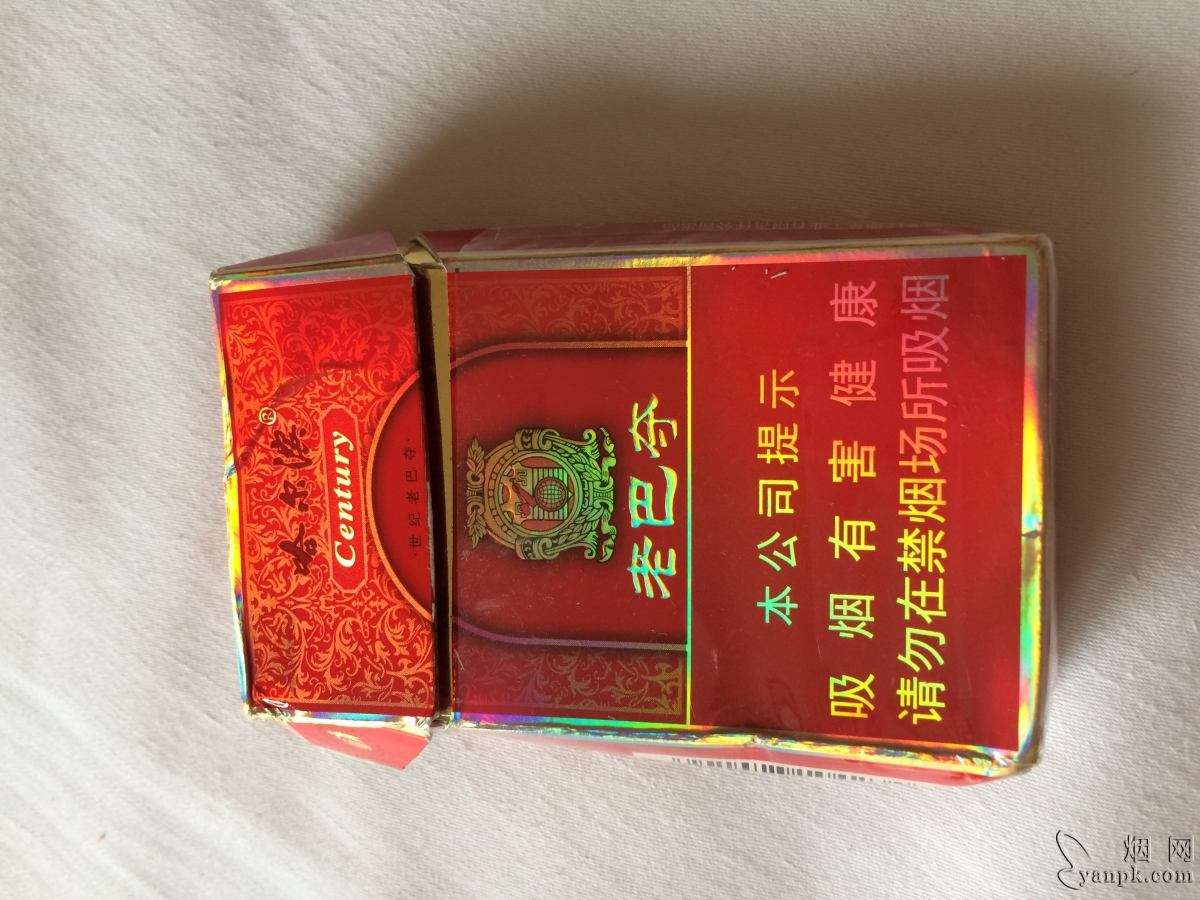 哈尔滨®
Century
·世纪老巴夺·
老巴夺
本公司提示
吸烟有害健康
请勿在禁烟场所吸烟
烟网
yanpk.com